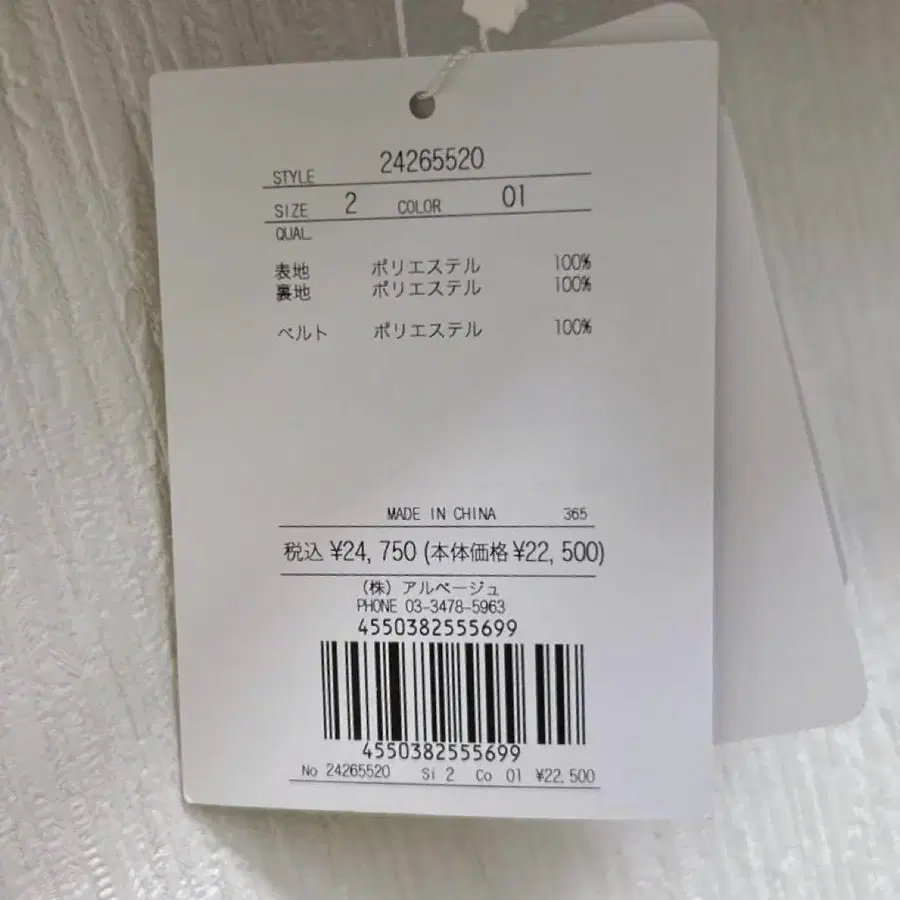 STYLE 24265520
SIZE 2 COLOR 01
QUAL
表地 ポリエステル 100%
裏地 ポリエステル 100%
ベルト ポリエステル 100%
MADE IN CHINA 365
税込 ¥24,750 (本体価格 ¥22,500)
(株) アルページュ
PHONE 03-3478-5963
4550382555699
4550382555699
No 24265520 Si 2 Co 01 ¥22,500